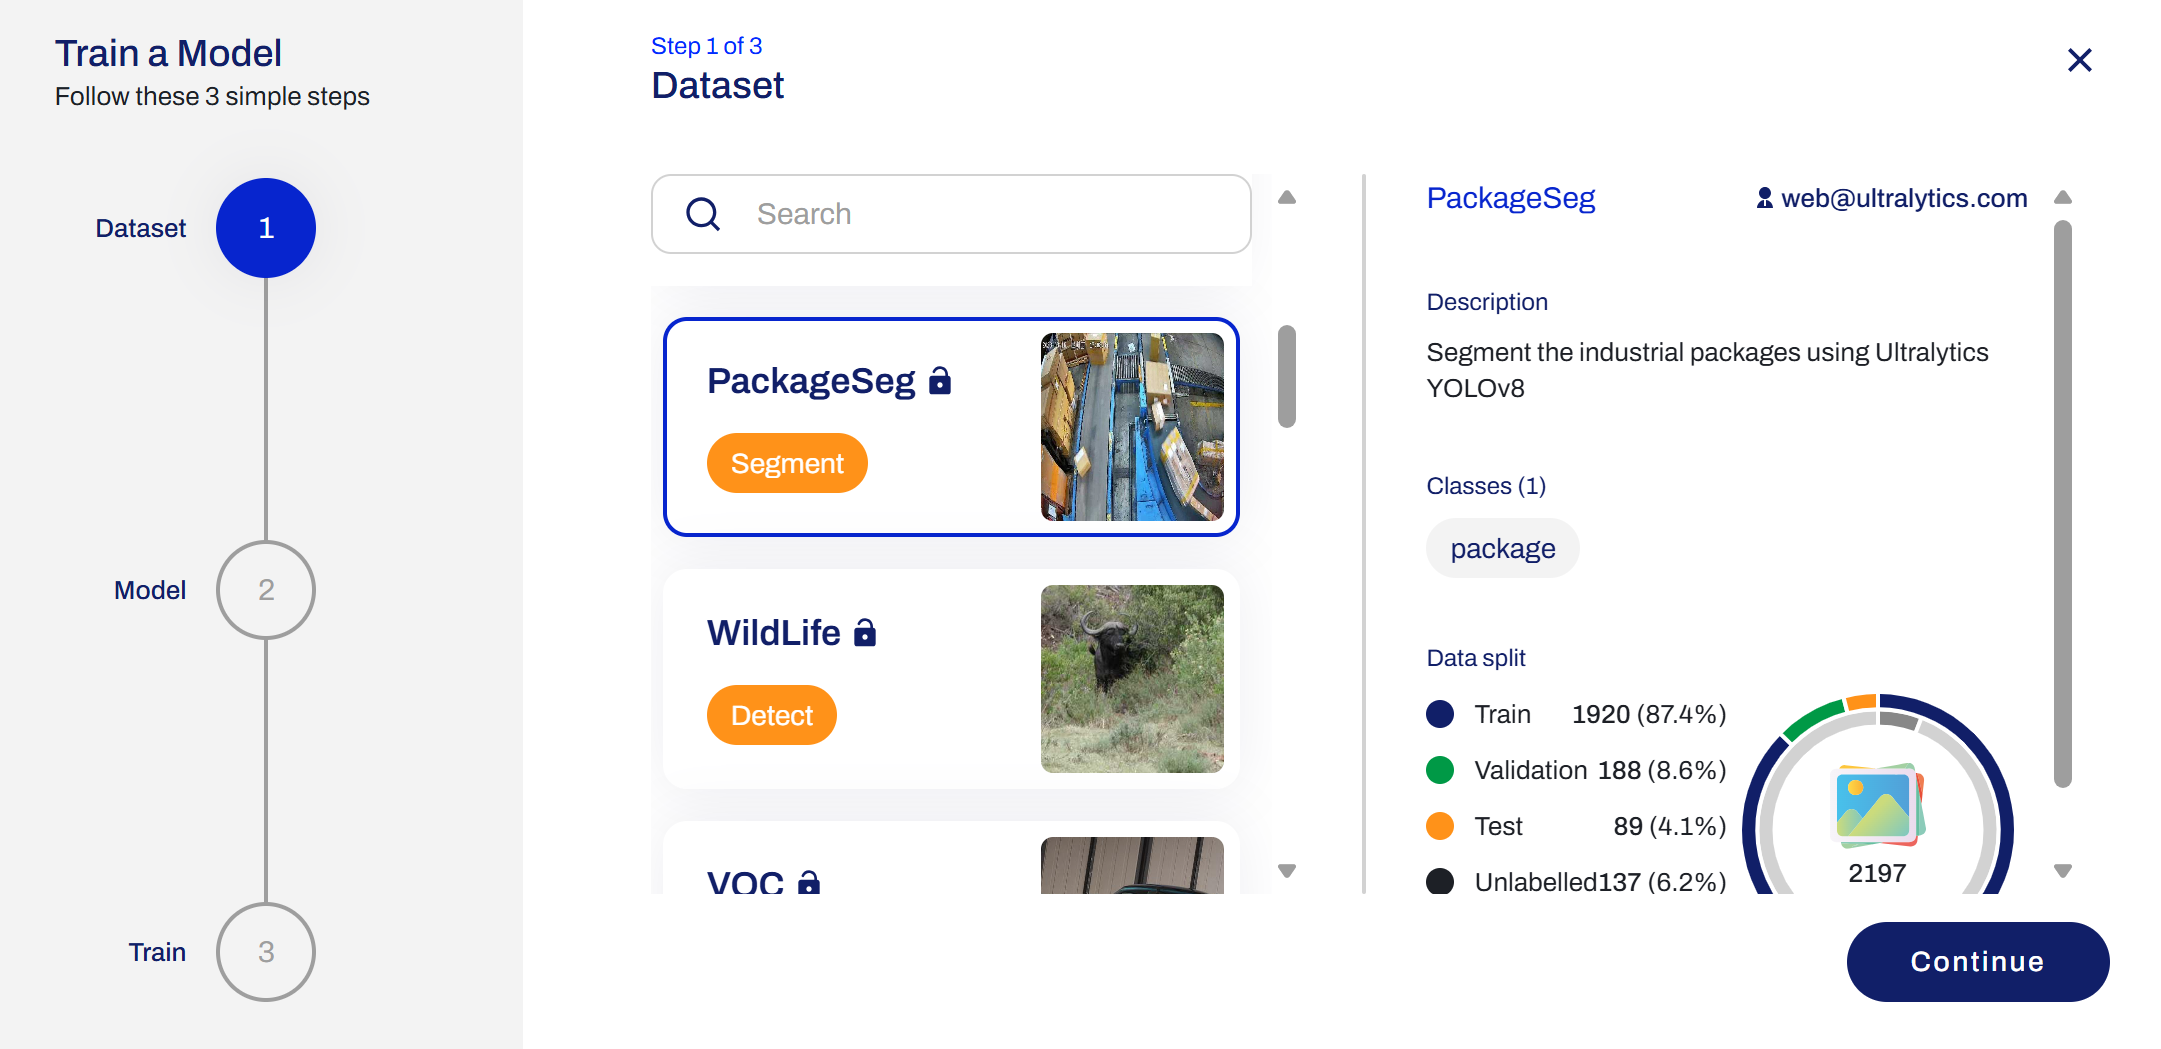 Train a Model
Follow these 3 simple steps
Dataset
1
Model
2
Train
3
Step 1 of 3
Dataset
Search
PackageSeg
Segment
WildLife
Detect
VOC
PackageSeg
web@ultralytics.com
Description
Segment the industrial packages using Ultralytics
YOLOv8
Classes (1)
package
Data split
Train 1920 (87.4%)
Validation 188 (8.6%)
Test 89 (4.1%)
Unlabelled 137 (6.2%)
2197
Continue